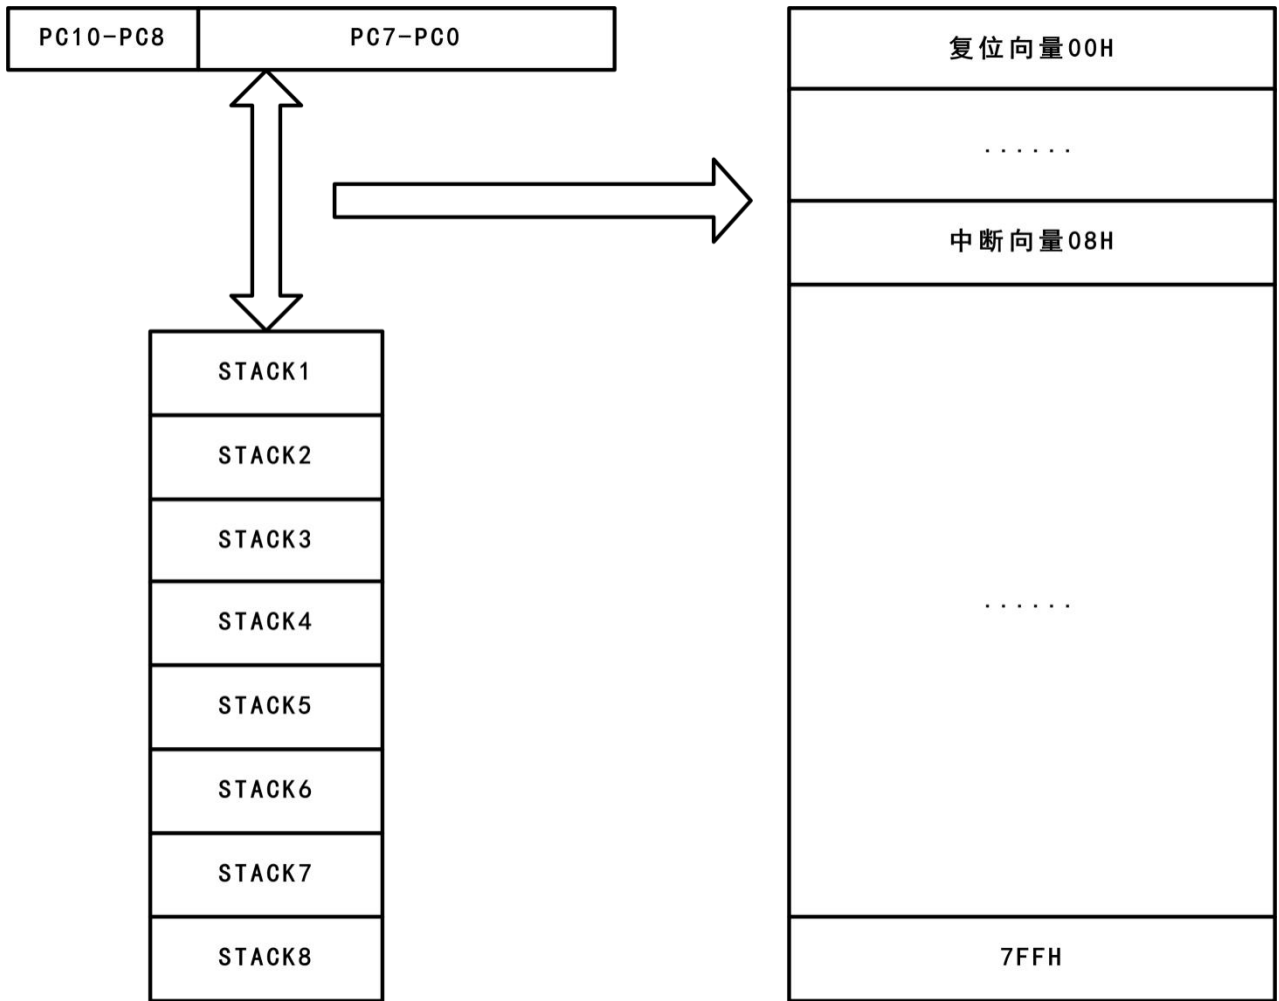 PC10-PC8
PC7-PC0
STACK1
STACK2
STACK3
STACK4
STACK5
STACK6
STACK7
STACK8
复位向量00H
......
中断向量08H
......
7FFH